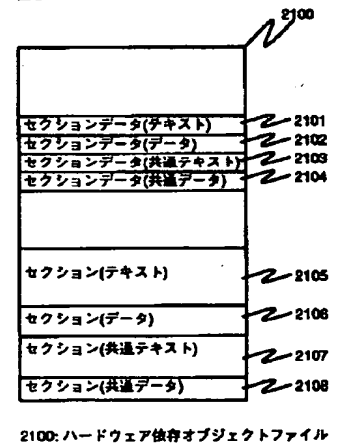 2100
セクションデータ(テキスト) 2101
セクションデータ(データ) 2102
セクションデータ(共通テキスト) 2103
セクションデータ(共通データ) 2104
セクション(テキスト) 2105
セクション(データ) 2106
セクション(共通テキスト) 2107
セクション(共通データ) 2108
2100: ハードウェア依存オブジェクトファイル